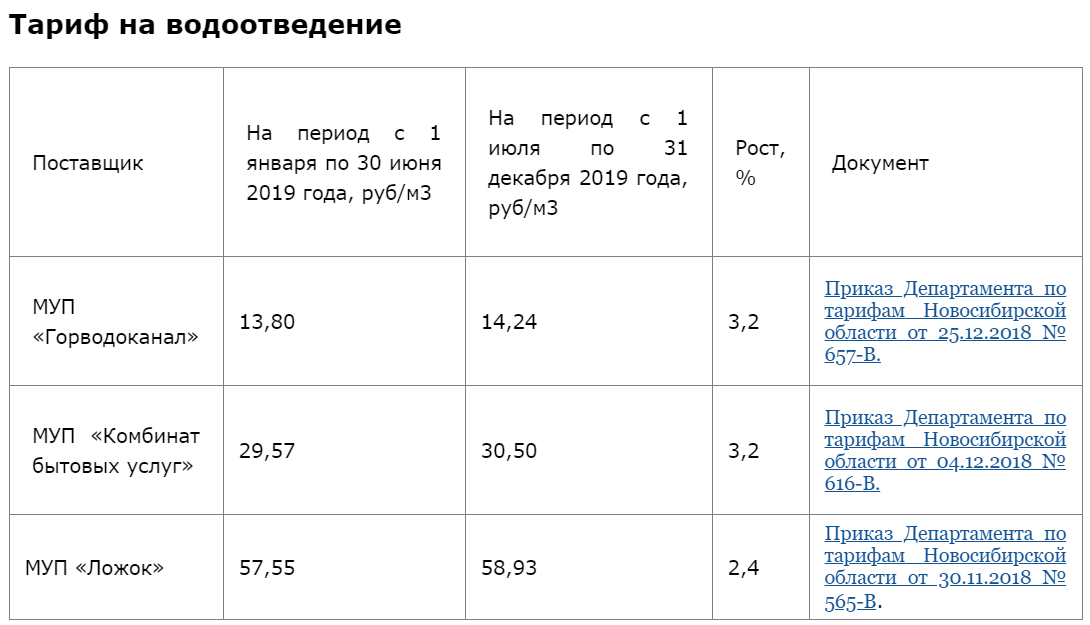 Тариф на водоотведение
Поставщик
На период с 1
января по 30 июня
2019 года, руб/м3
На период с 1
июля по 31
декабря 2019 года,
руб/м3
Рост,
%
Документ
МУП
«Горводоканал»
13,80
14,24
3,2
Приказ Департамента по
тарифам Новосибирской
области от 25.12.2018 №
657-В.
МУП «Комбинат
бытовых услуг»
29,57
30,50
3,2
Приказ Департамента по
тарифам Новосибирской
области от 04.12.2018 №
616-В.
МУП «Ложок»
57,55
58,93
2,4
Приказ Департамента по
тарифам Новосибирской
области от 30.11.2018 №
565-В.